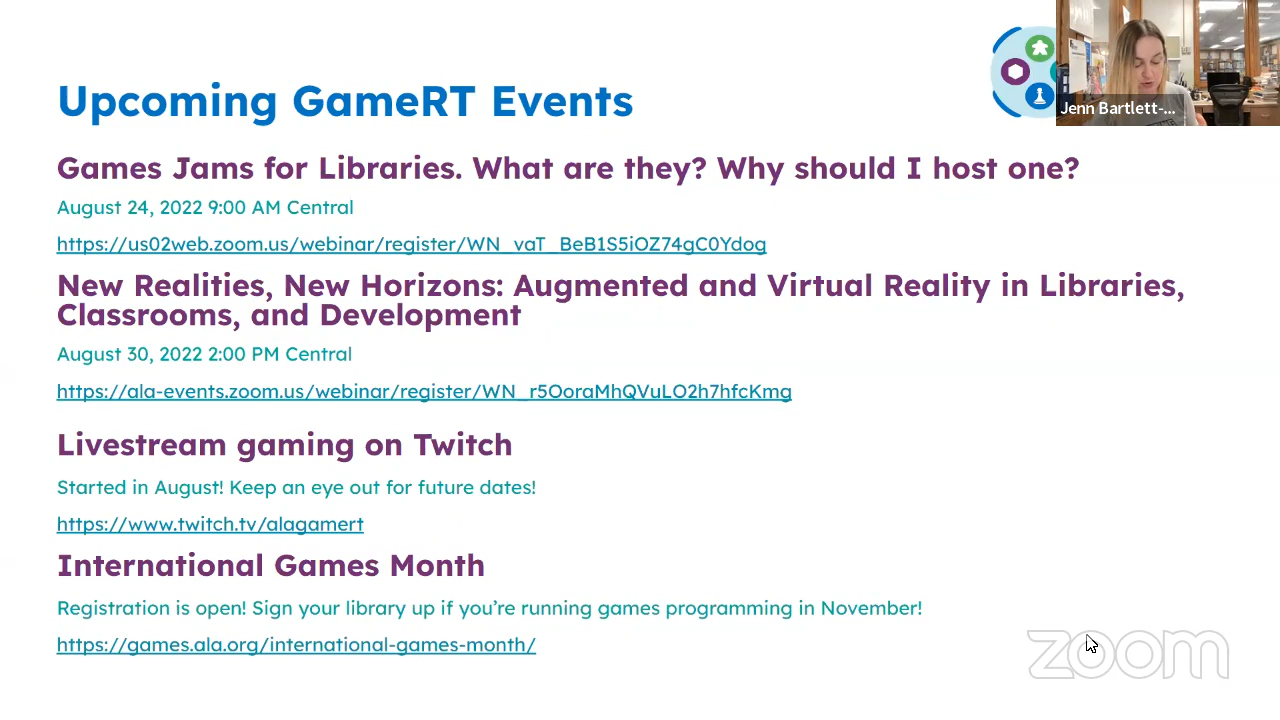 Upcoming GameRT Events
Jenn Bartlett-...
Games Jams for Libraries. What are they? Why should I host one?
August 24, 2022 9:00 AM Central
https://us02web.zoom.us/webinar/register/WN_vaT_BeB1S5iOZ74gC0Ydog
New Realities, New Horizons: Augmented and Virtual Reality in Libraries,
Classrooms, and Development
August 30, 2022 2:00 PM Central
https://ala-events.zoom.us/webinar/register/WN_r5OoraMhQVuLO2h7hfcKmg
Livestream gaming on Twitch
Started in August! Keep an eye out for future dates!
https://www.twitch.tv/alagamert
International Games Month
Registration is open! Sign your library up if you’re running games programming in November!
https://games.ala.org/international-games-month/
zoom